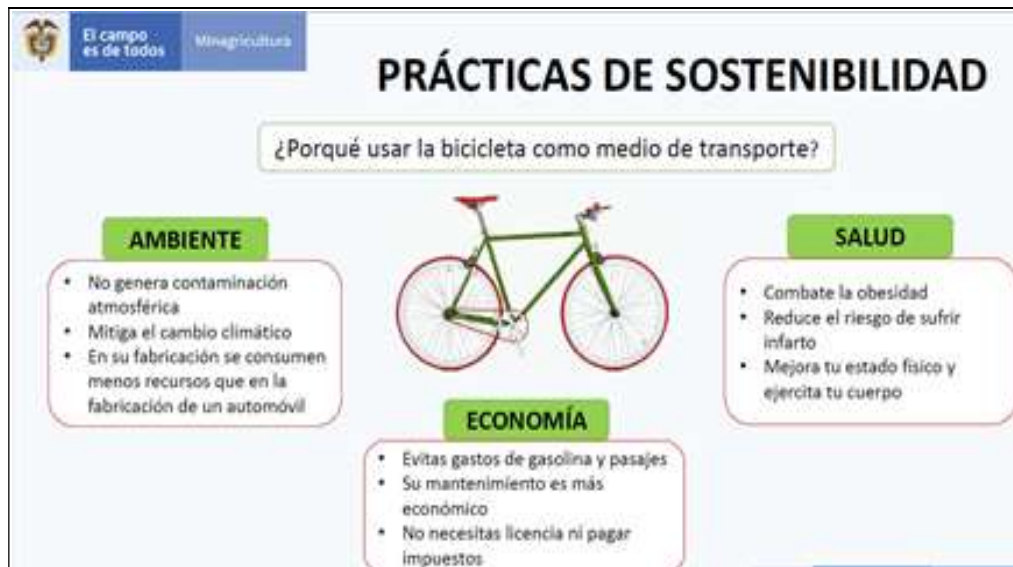 El campo
es de todos
Minagricultura
PRÁCTICAS DE SOSTENIBILIDAD
¿Porqué usar la bicicleta como medio de transporte?
AMBIENTE
• No genera contaminación
atmosférica
• Mitiga el cambio climático
• En su fabricación se consumen
menos recursos que en la
fabricación de un automóvil
SALUD
• Combate la obesidad
• Reduce el riesgo de sufrir
infarto
• Mejora tu estado físico y
ejercita tu cuerpo
ECONOMÍA
• Evitas gastos de gasolina y pasajes
• Su mantenimiento es más
económico
• No necesitas licencia ni pagar
impuestos